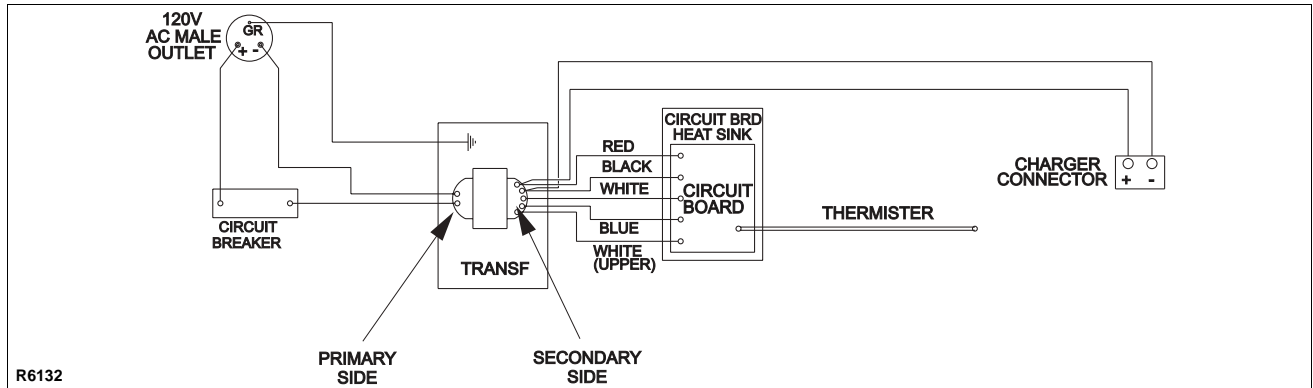 120V
AC MALE
OUTLET
GR
+ -
CIRCUIT
BREAKER
TRANSF
PRIMARY
SIDE
SECONDARY
SIDE
RED
BLACK
WHITE
BLUE
WHITE
(UPPER)
CIRCUIT BRD
HEAT SINK
CIRCUIT
BOARD
THERMISTER
CHARGER
CONNECTOR
+ -
R6132